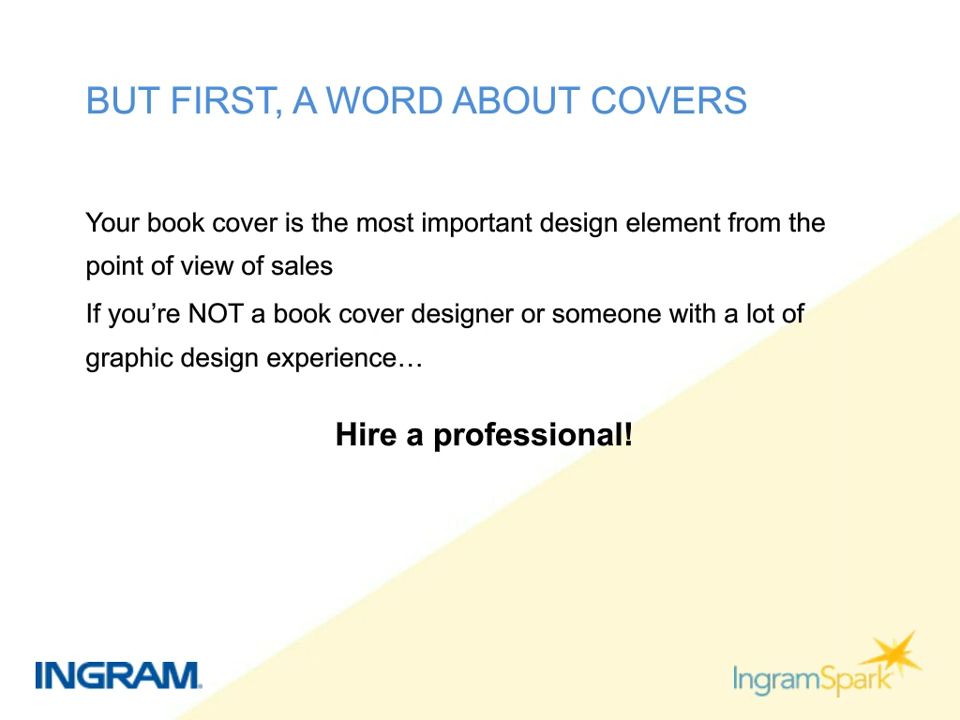 BUT FIRST, A WORD ABOUT COVERS
Your book cover is the most important design element from the
point of view of sales
If you’re NOT a book cover designer or someone with a lot of
graphic design experience…
Hire a professional!
INGRAM
IngramSpark